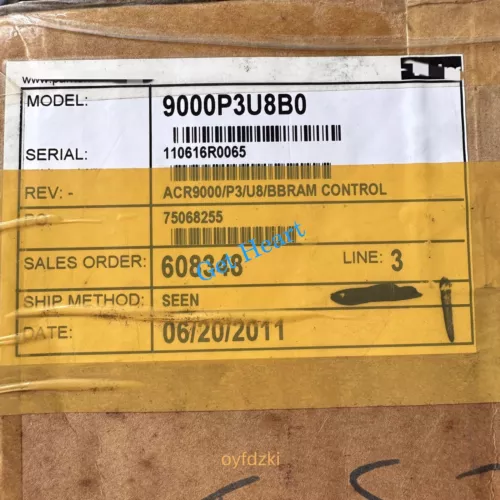 MODEL: 9000P3U8B0
SERIAL: 110616R0065
REV: - ACR9000/P3/U8/BBRAM CONTROL
75068255
Get Heart
SALES ORDER: 608348 LINE: 3
SHIP METHOD: SEEN
DATE: 06/20/2011
oyfdzki